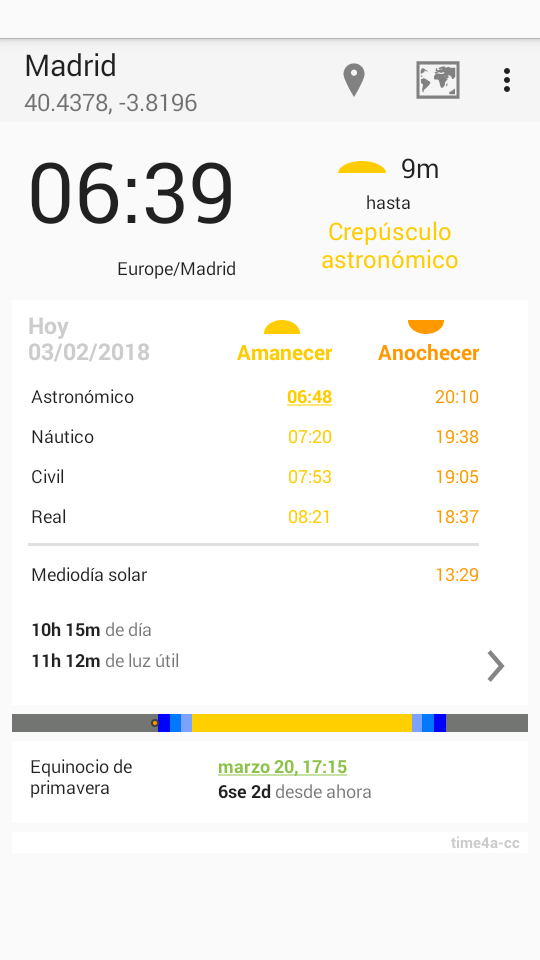 Madrid
40.4378, -3.8196
06:39
Europe/Madrid
9m
hasta
Crepúsculo
astronómico
Hoy
03/02/2018
Amanecer
Anochecer
Astronómico 06:48 20:10
Náutico 07:20 19:38
Civil 07:53 19:05
Real 08:21 18:37
Mediodía solar 13:29
10h 15m de día
11h 12m de luz útil
Equinocio de
primavera
marzo 20, 17:15
6se 2d desde ahora
time4a-cc